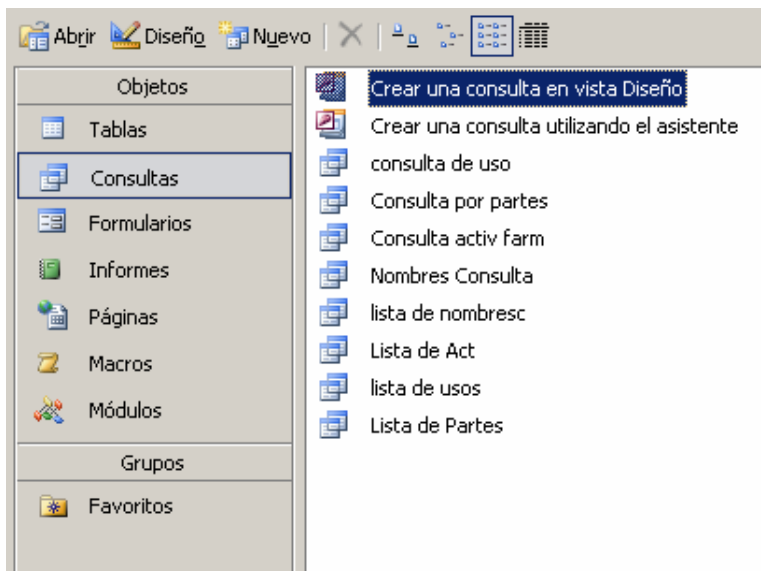 Abrir Diseño Nuevo
Objetos
Tablas
Consultas
Formularios
Informes
Páginas
Macros
Módulos
Grupos
Favoritos
Crear una consulta en vista Diseño
Crear una consulta utilizando el asistente
consulta de uso
Consulta por partes
Consulta activ farm
Nombres Consulta
lista de nombresc
Lista de Act
lista de usos
Lista de Partes